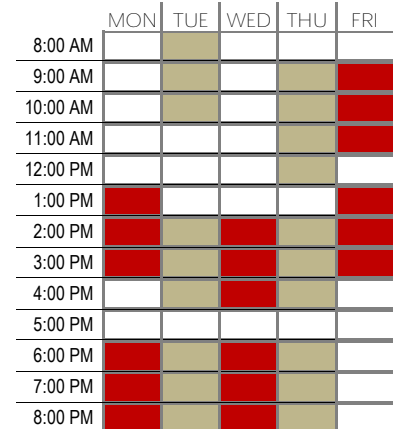 MON TUE WED THU FRI
8:00 AM
9:00 AM
10:00 AM
11:00 AM
12:00 PM
1:00 PM
2:00 PM
3:00 PM
4:00 PM
5:00 PM
6:00 PM
7:00 PM
8:00 PM